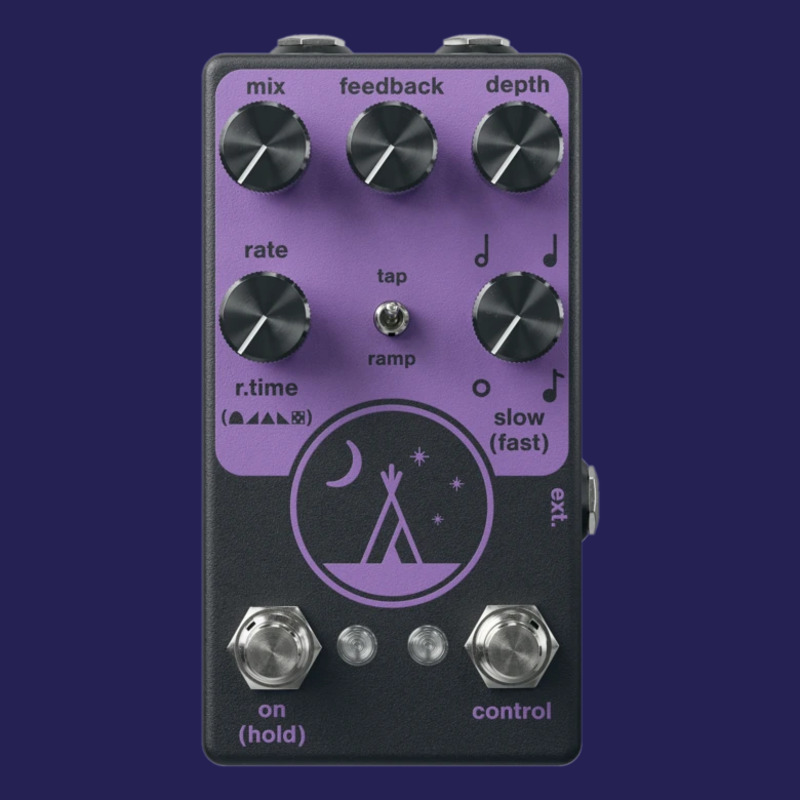 mix feedback depth
rate
tap
ramp
r.time
( )
slow
(fast)
ext.
on
(hold)
control